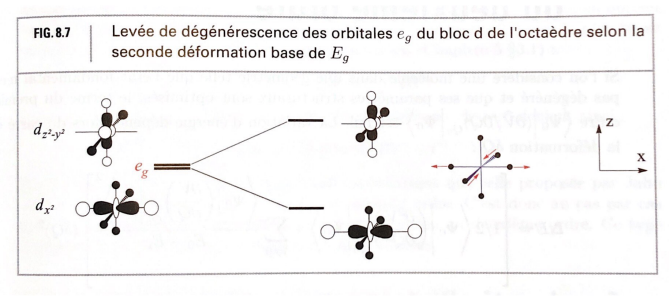 FIG. 8.7
Levée de dégénérescence des orbitales e_g du bloc d de l'octaèdre selon la
seconde déformation base de E_g
d_{z²-y²}
e_g
d_{x²}
z
x